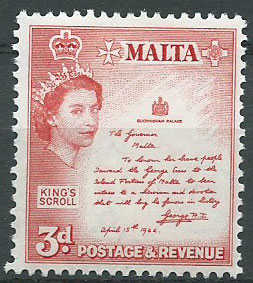 MALTA
BUCKINGHAM PALACE
The Governor
Malta.
To honour her brave people
I award the George Cross to the
Island Fortress of Malta to bear
witness to a heroism and devotion
that will long be famous in history.
George R.I.
April 15th 1942.
KING'S
SCROLL
3d. POSTAGE & REVENUE